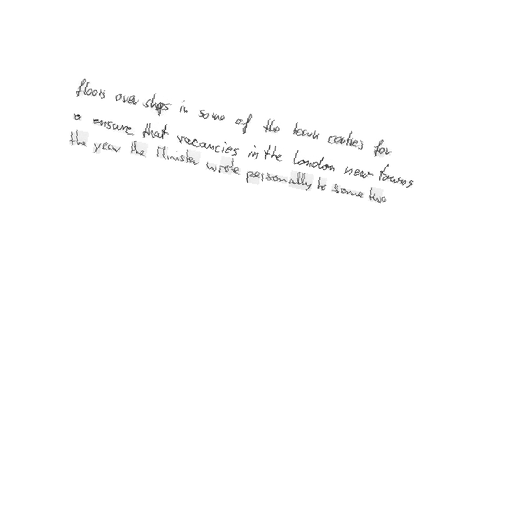 floors over shops in some of the town centres for
to ensure that vacancies in the London new towns
the year the Minister wrote personally to some two